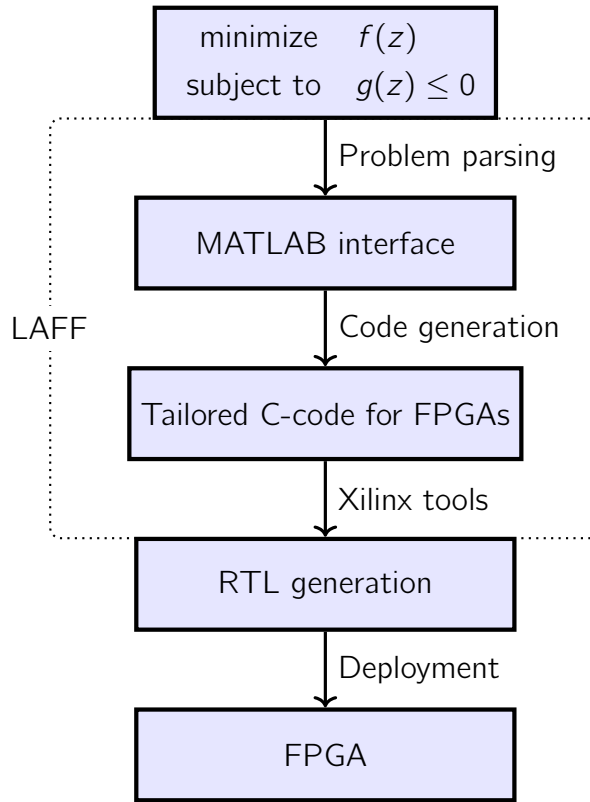 minimize f(z)
subject to g(z) ≤ 0
Problem parsing
MATLAB interface
LAFF
Code generation
Tailored C-code for FPGAs
Xilinx tools
RTL generation
Deployment
FPGA